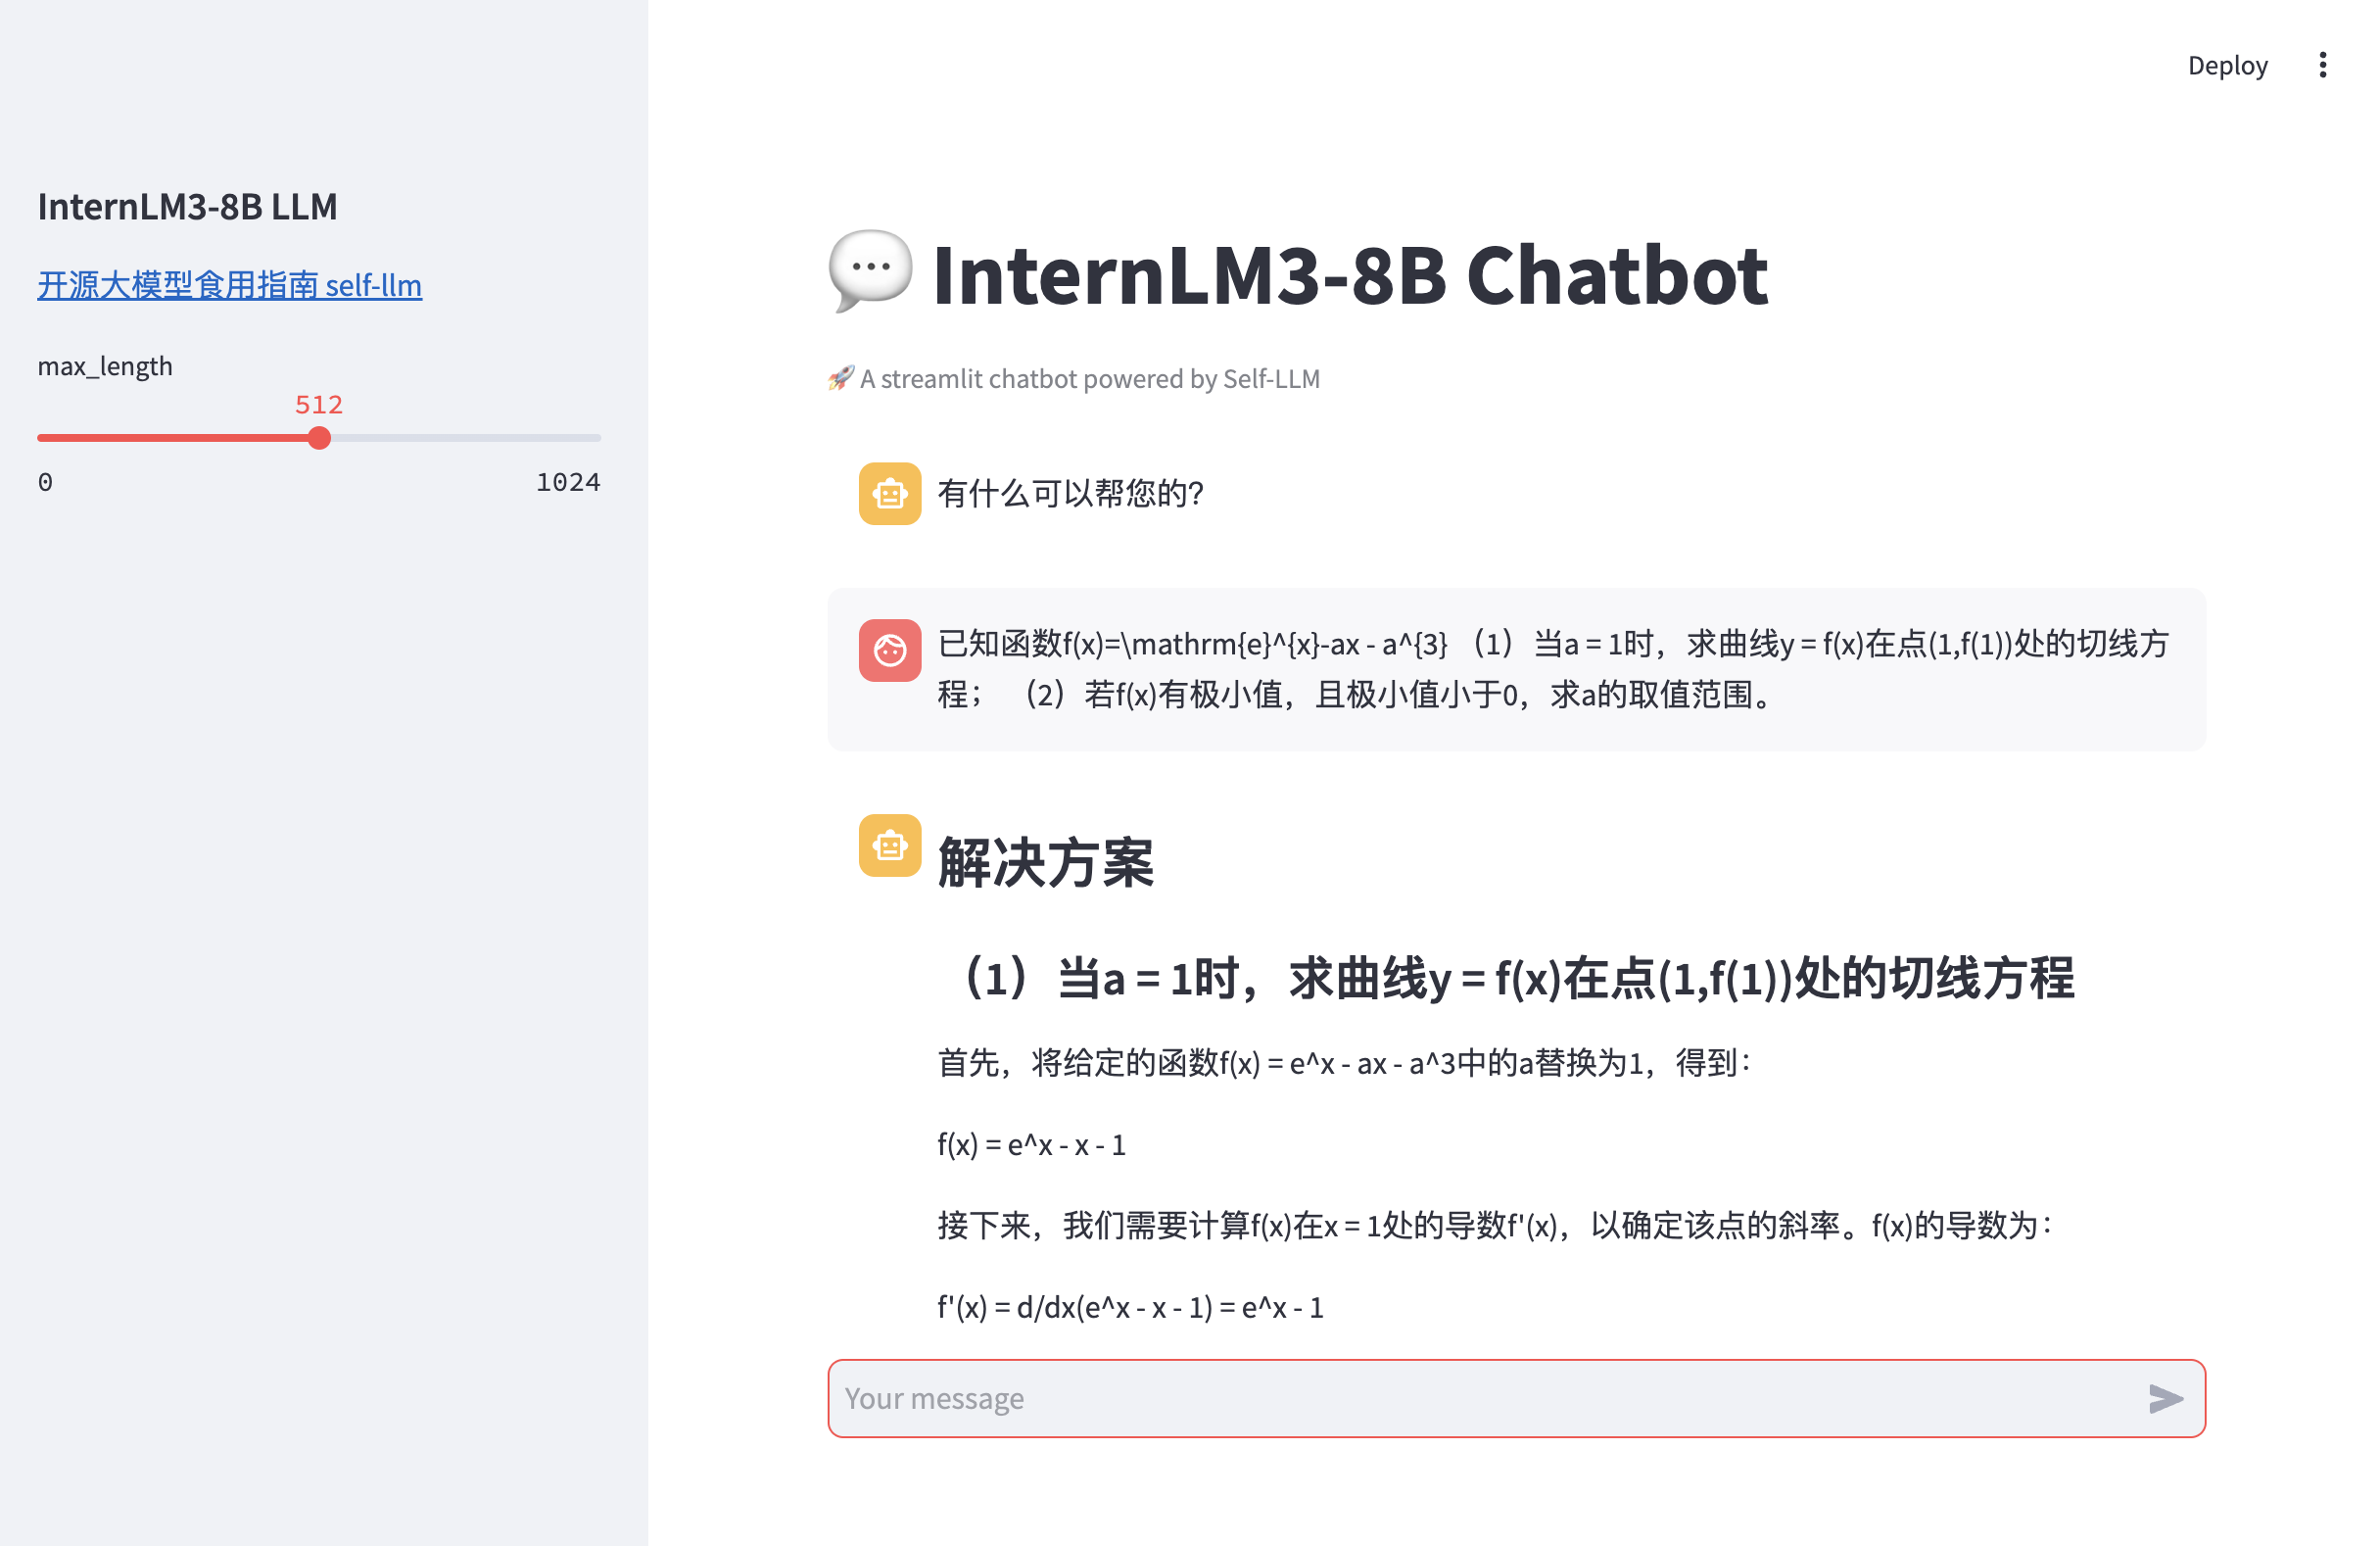 Deploy
InternLM3-8B LLM
开源大模型食用指南 self-llm
max_length
512
0
1024
InternLM3-8B Chatbot
A streamlit chatbot powered by Self-LLM
有什么可以帮您的?
已知函数f(x)=\mathrm{e}^{x}-ax - a^{3} （1）当a = 1时，求曲线y = f(x)在点(1,f(1))处的切线方
程； （2）若f(x)有极小值，且极小值小于0，求a的取值范围。
解决方案
（1）当a = 1时，求曲线y = f(x)在点(1,f(1))处的切线方程
首先，将给定的函数f(x) = e^x - ax - a^3中的a替换为1，得到：
f(x) = e^x - x - 1
接下来，我们需要计算f(x)在x = 1处的导数f'(x)，以确定该点的斜率。f(x)的导数为：
f'(x) = d/dx(e^x - x - 1) = e^x - 1
Your message